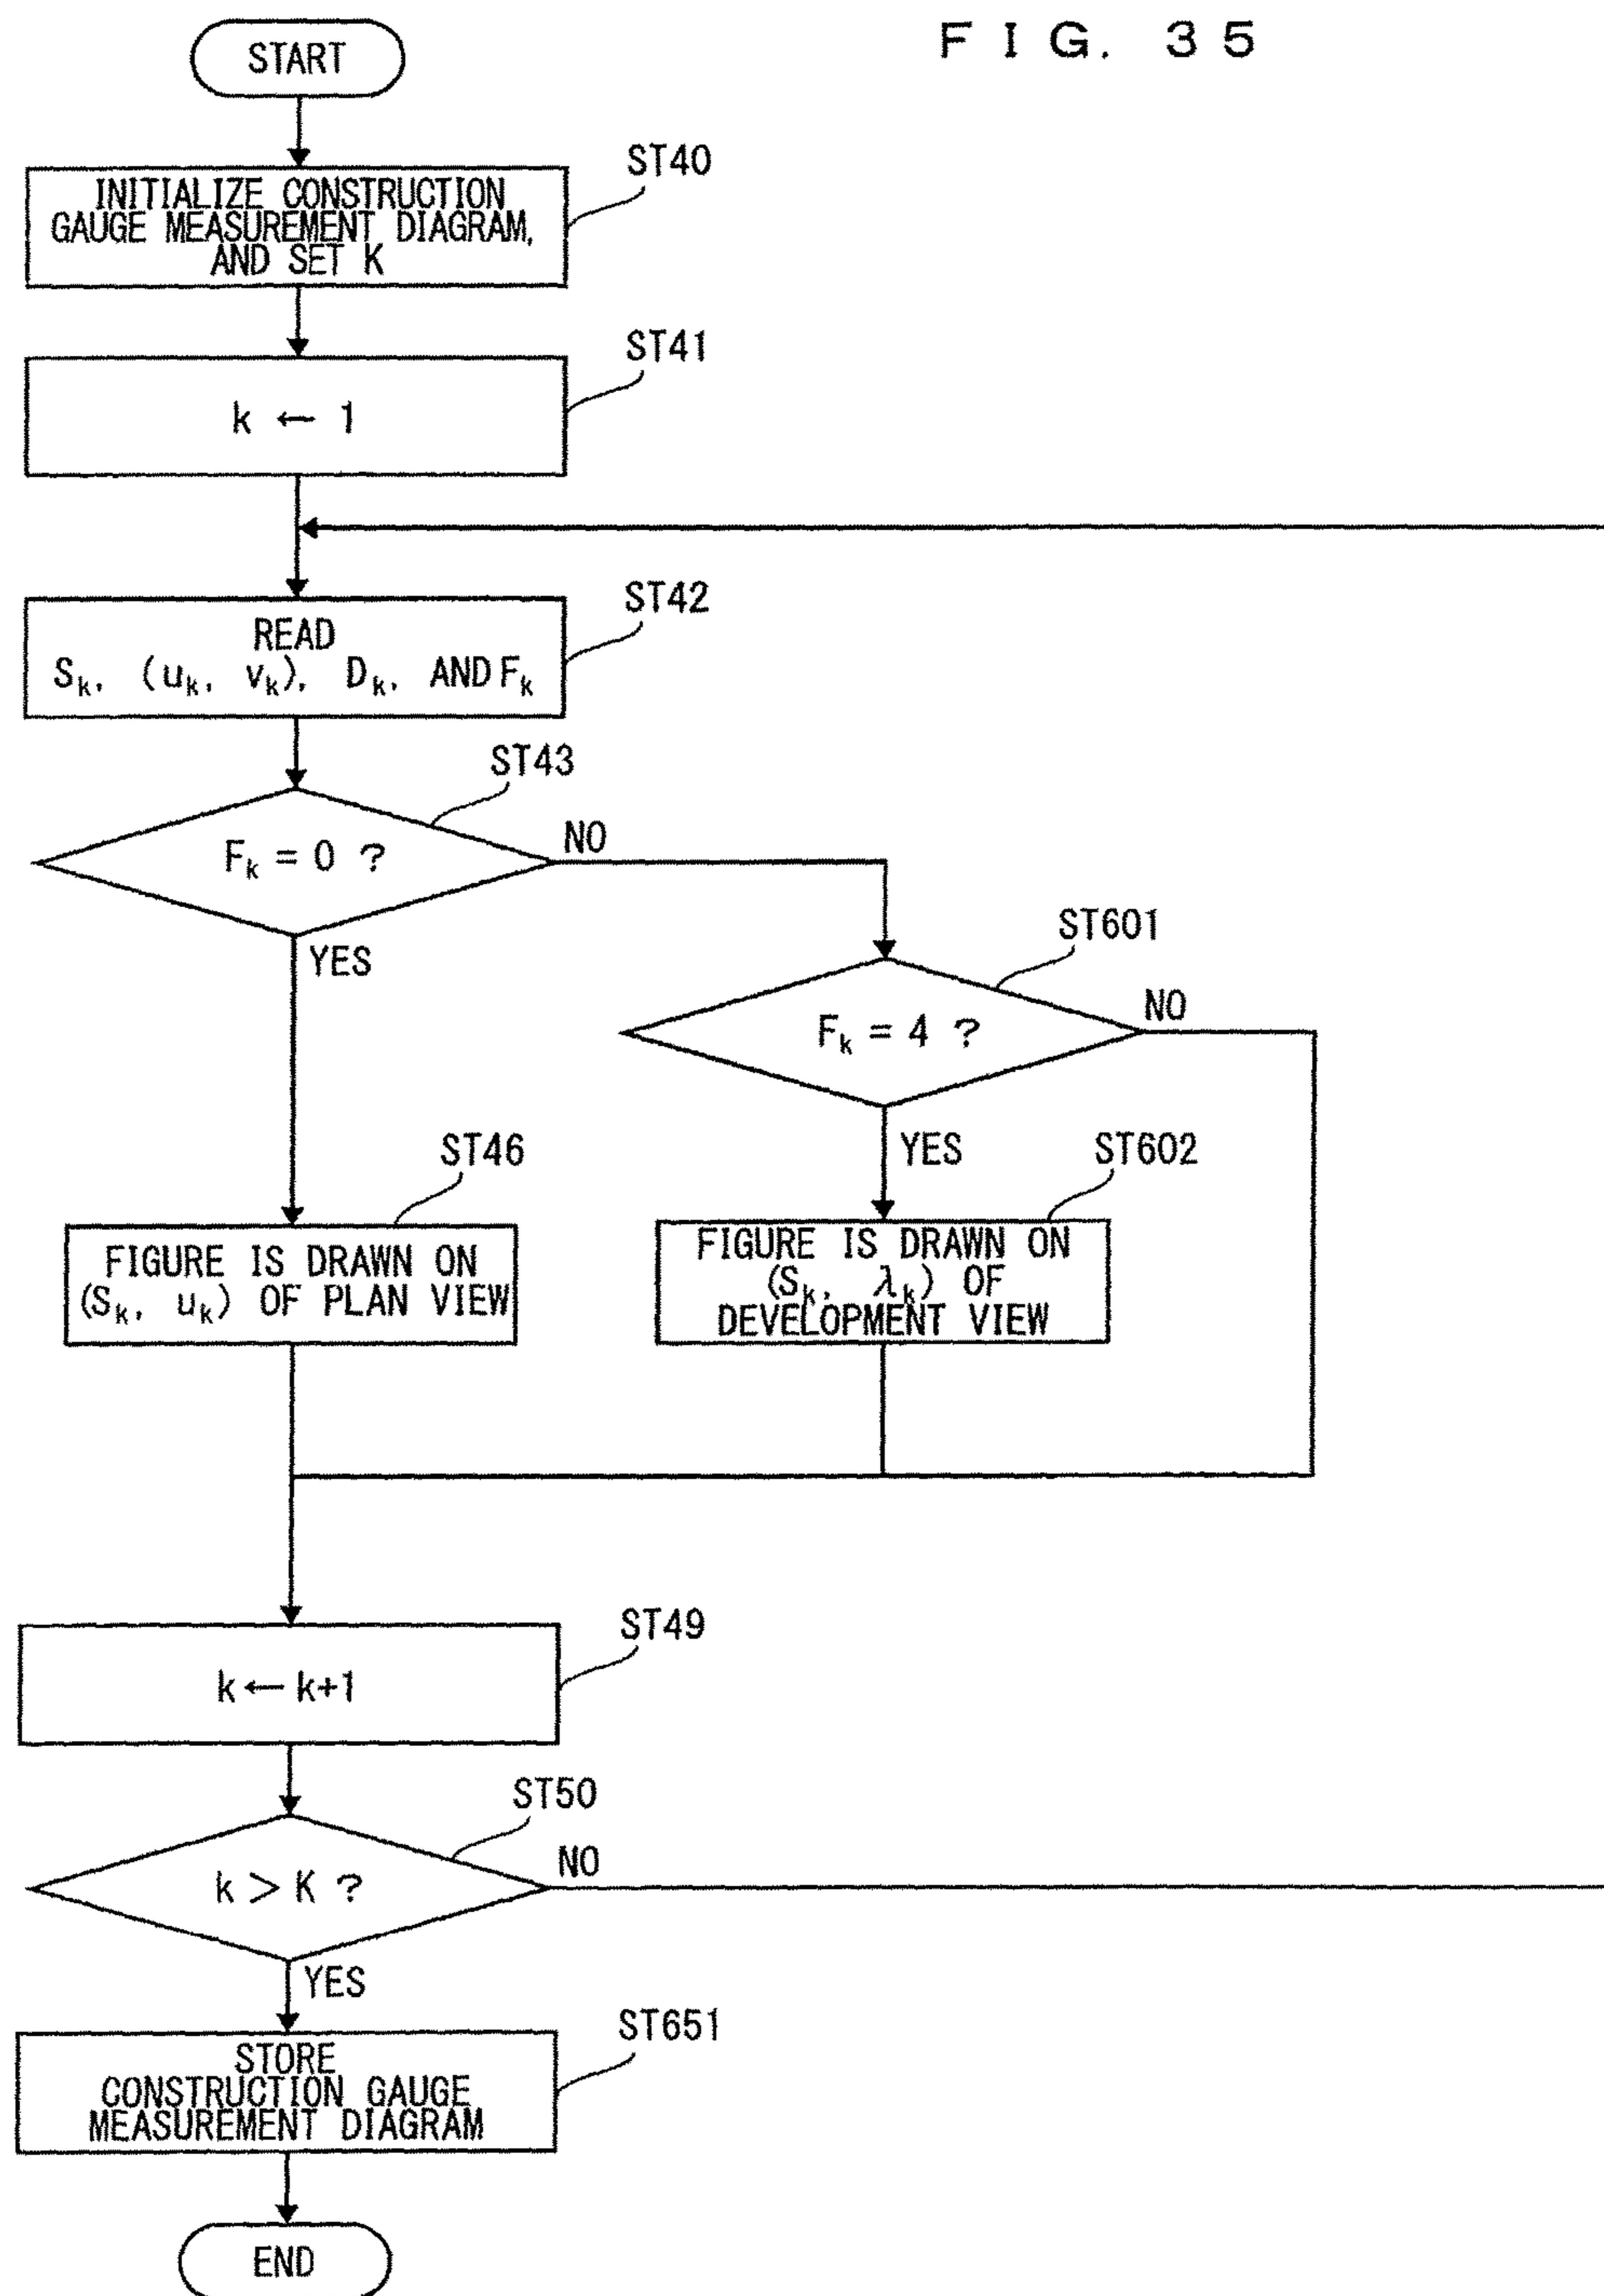 FIG. 35
START
ST40
INITIALIZE CONSTRUCTION
GAUGE MEASUREMENT DIAGRAM,
AND SET K
ST41
k ← 1
ST42
READ
Sₖ, (uₖ, vₖ), Dₖ, AND Fₖ
ST43
Fₖ = 0 ?
NO
YES
ST601
Fₖ = 4 ?
NO
YES
ST46
FIGURE IS DRAWN ON
(Sₖ, uₖ) OF PLAN VIEW
ST602
FIGURE IS DRAWN ON
(Sₖ, λₖ) OF
DEVELOPMENT VIEW
ST49
k ← k+1
ST50
k > K ?
NO
YES
ST651
STORE
CONSTRUCTION GAUGE
MEASUREMENT DIAGRAM
END